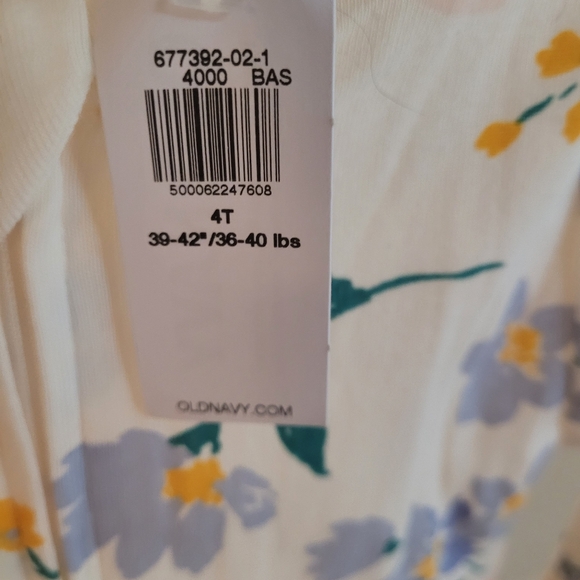 677392-02-1
4000 BAS
500062247608
4T
39-42"/36-40 lbs
OLDNAVY.COM